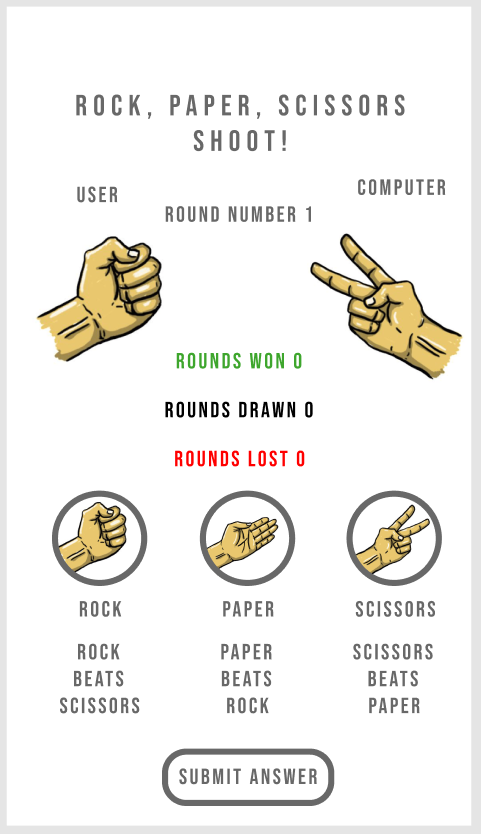 ROCK, PAPER, SCISSORS
SHOOT!
USER
COMPUTER
ROUND NUMBER 1
ROUNDS WON 0
ROUNDS DRAWN 0
ROUNDS LOST 0
ROCK
PAPER
SCISSORS
ROCK
BEATS
SCISSORS
PAPER
BEATS
ROCK
SCISSORS
BEATS
PAPER
SUBMIT ANSWER